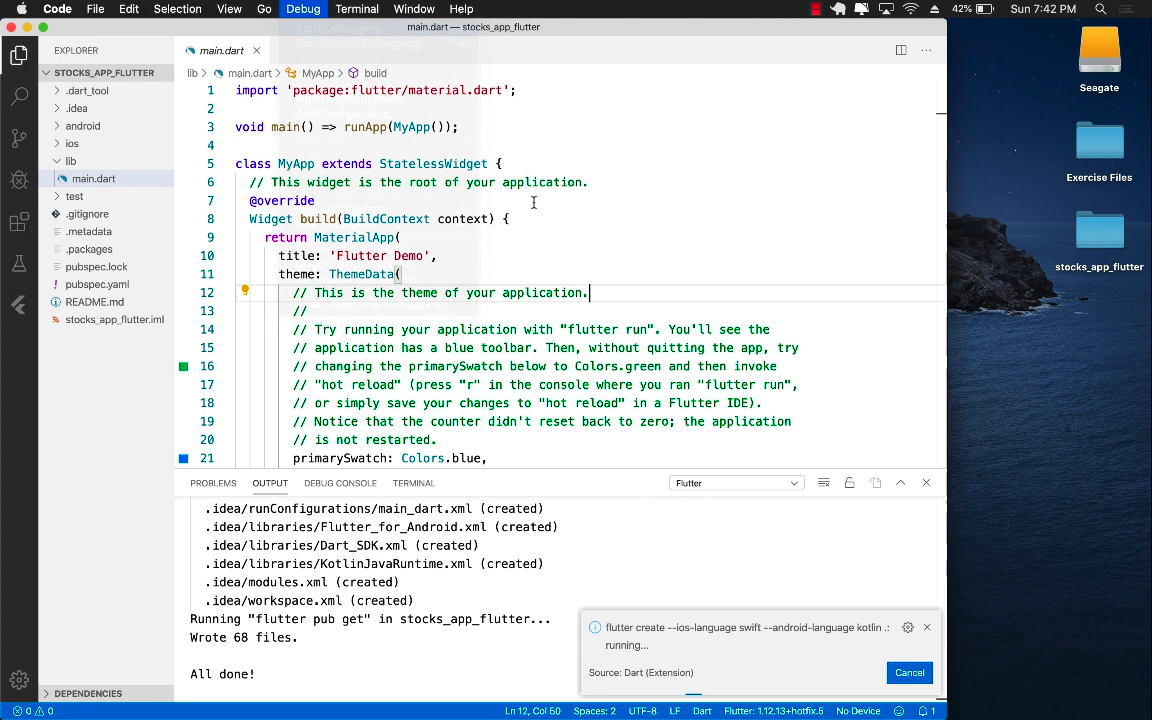 Code File Edit Selection View Go Debug Terminal Window Help
42% Sun 7:42 PM
main.dart — stocks_app_flutter
EXPLORER
STOCKS_APP_FLUTTER
.dart_tool
.idea
android
ios
lib
main.dart
test
.gitignore
.metadata
.packages
pubspec.lock
pubspec.yaml
README.md
stocks_app_flutter.iml
DEPENDENCIES
main.dart
lib > main.dart > MyApp > build
1 import 'package:flutter/material.dart';
2
3 void main() => runApp(MyApp());
4
5 class MyApp extends StatelessWidget {
6 // This widget is the root of your application.
7 @override
8 Widget build(BuildContext context) {
9 return MaterialApp(
10 title: 'Flutter Demo',
11 theme: ThemeData(
12 // This is the theme of your application.
13 //
14 // Try running your application with "flutter run". You'll see the
15 // application has a blue toolbar. Then, without quitting the app, try
16 // changing the primarySwatch below to Colors.green and then invoke
17 // "hot reload" (press "r" in the console where you ran "flutter run",
18 // or simply save your changes to "hot reload" in a Flutter IDE).
19 // Notice that the counter didn't reset back to zero; the application
20 // is not restarted.
21 primarySwatch: Colors.blue,
PROBLEMS OUTPUT DEBUG CONSOLE TERMINAL Flutter
.idea/runConfigurations/main_dart.xml (created)
.idea/libraries/Flutter_for_Android.xml (created)
.idea/libraries/Dart_SDK.xml (created)
.idea/libraries/KotlinJavaRuntime.xml (created)
.idea/modules.xml (created)
.idea/workspace.xml (created)
Running "flutter pub get" in stocks_app_flutter...
Wrote 68 files.
All done!
flutter create --ios-language swift --android-language kotlin .:
running...
Source: Dart (Extension)
Cancel
0 0 Ln 12, Col 50 Spaces: 2 UTF-8 LF Dart Flutter: 1.12.13+hotfix.5 No Device 1
Seagate
Exercise Files
stocks_app_flutter